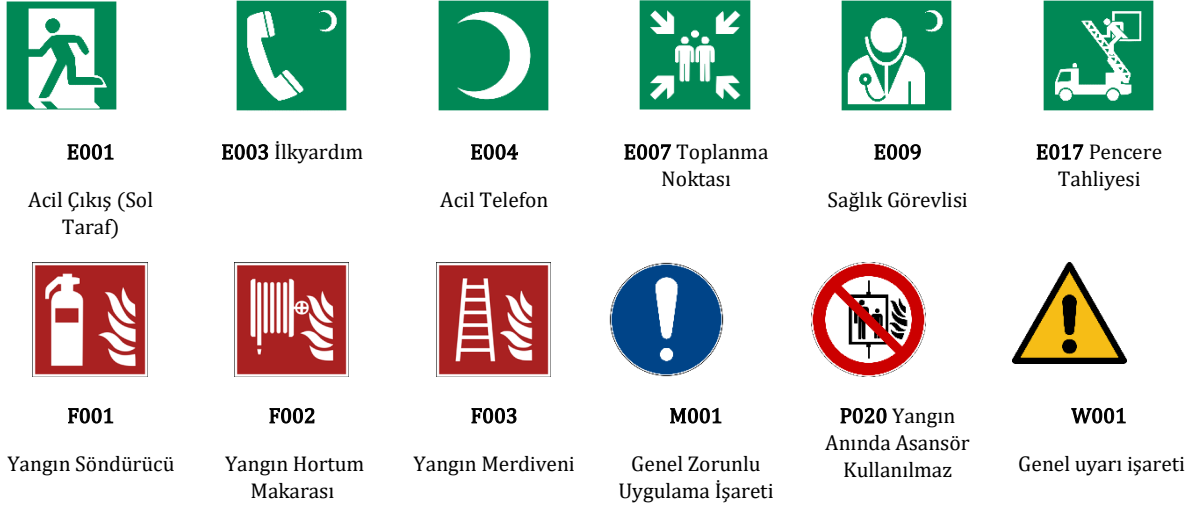 E001
Acil Çıkış (Sol
Taraf)
E003 İlkyardım
E004
Acil Telefon
E007 Toplanma
Noktası
E009
Sağlık Görevlisi
E017 Pencere
Tahliyesi
F001
Yangın Söndürücü
F002
Yangın Hortum
Makarası
F003
Yangın Merdiveni
M001
Genel Zorunlu
Uygulama İşareti
P020 Yangın
Anında Asansör
Kullanılmaz
W001
Genel uyarı işareti